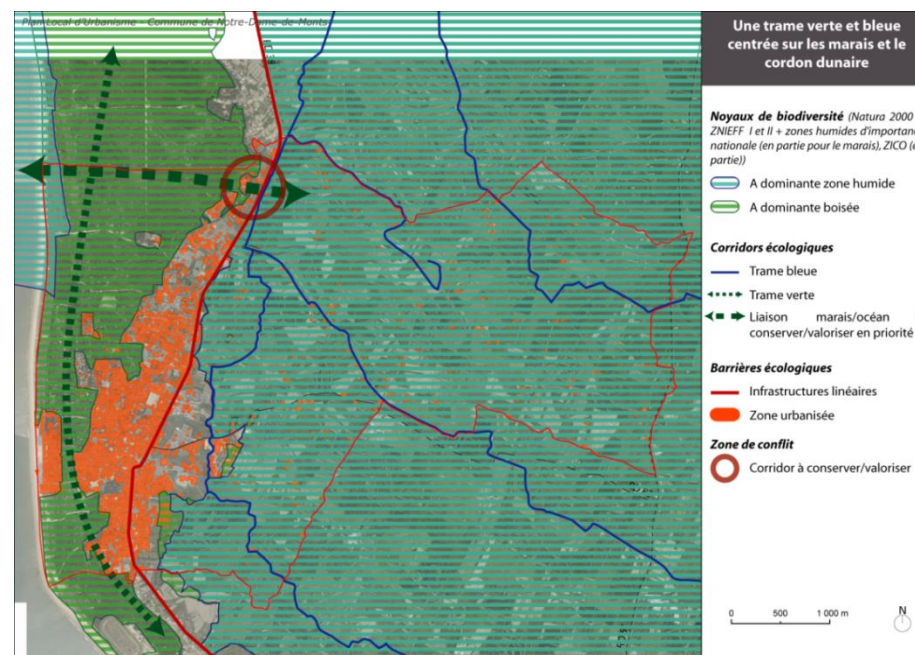 Plan Local d'Urbanisme - Commune de Notre-Dame-de-Monts
Une trame verte et bleue
centrée sur les marais et le
cordon dunaire
Noyaux de biodiversité (Natura 2000
ZNIEFF I et II + zones humides d'importan
nationale (en partie pour le marais), ZICO (e
partie))
A dominante zone humide
A dominante boisée
Corridors écologiques
Trame bleue
Trame verte
Liaison marais/océan
conserver/valoriser en priorité
Barrières écologiques
Infrastructures linéaires
Zone urbanisée
Zone de conflit
Corridor à conserver/valoriser
0 500 1 000 m
N